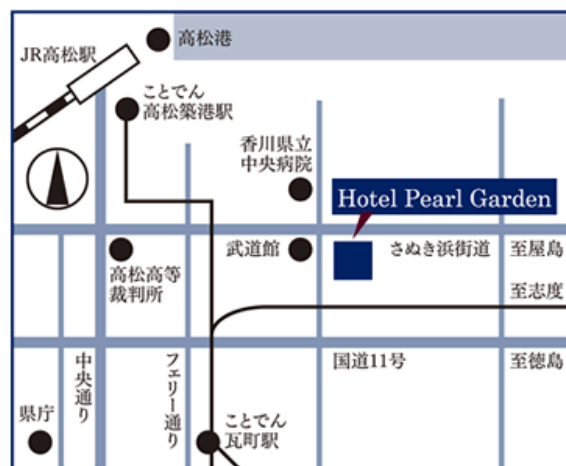 高松港
JR高松駅
ことでん
高松築港駅
香川県立
中央病院
Hotel Pearl Garden
武道館
さぬき浜街道
至屋島
高松高等
裁判所
至志度
国道11号
至徳島
中央通り
フェリー通り
県庁
ことでん
瓦町駅